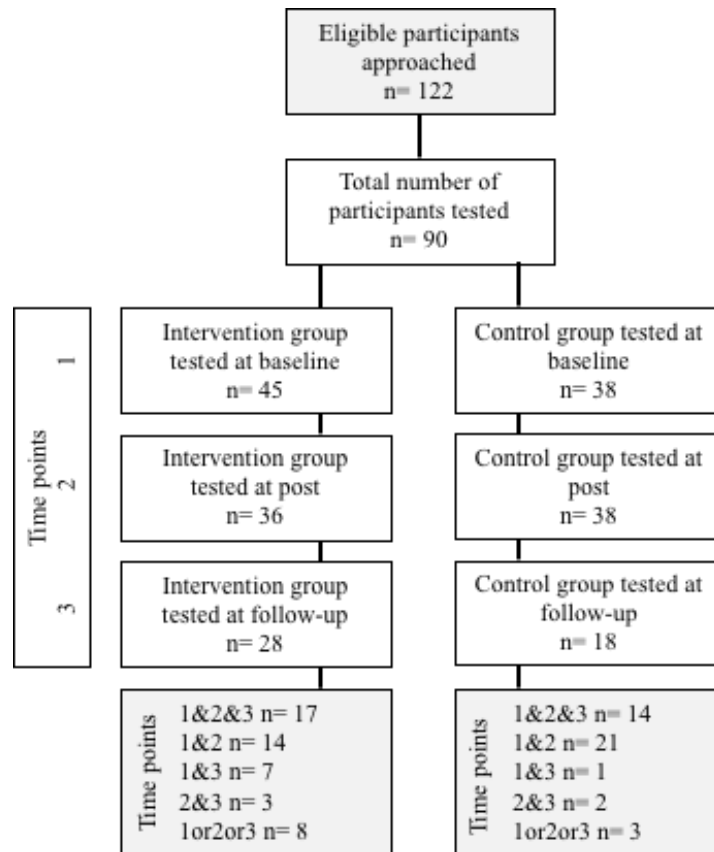 Eligible participants
approached
n= 122
Total number of
participants tested
n= 90
Time points
1
2
3
Intervention group
tested at baseline
n= 45
Control group tested at
baseline
n= 38
Intervention group
tested at post
n= 36
Control group tested at
post
n= 38
Intervention group
tested at follow-up
n= 28
Control group tested at
follow-up
n= 18
Time points
1&2&3 n= 17
1&2 n= 14
1&3 n= 7
2&3 n= 3
1or2or3 n= 8
Time points
1&2&3 n= 14
1&2 n= 21
1&3 n= 1
2&3 n= 2
1or2or3 n= 3